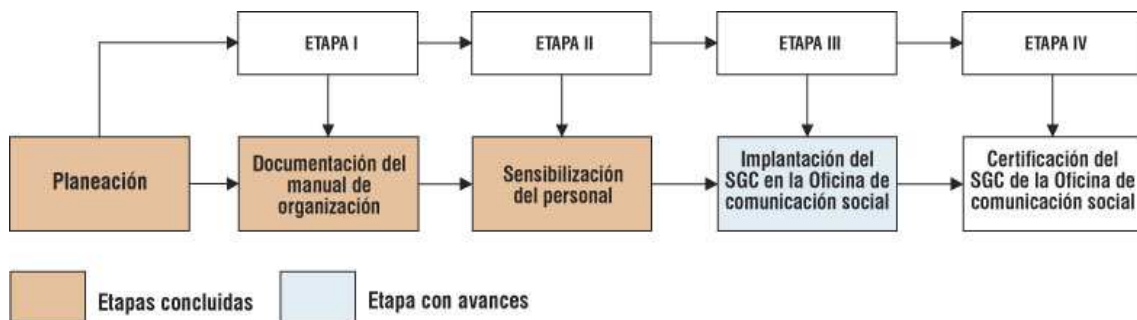 ETAPA I
ETAPA II
ETAPA III
ETAPA IV
Planeación
Documentación del
manual de
organización
Sensibilización
del personal
Implantación del
SGC en la Oficina de
comunicación social
Certificación del
SGC de la Oficina de
comunicación social
Etapas concluidas
Etapa con avances